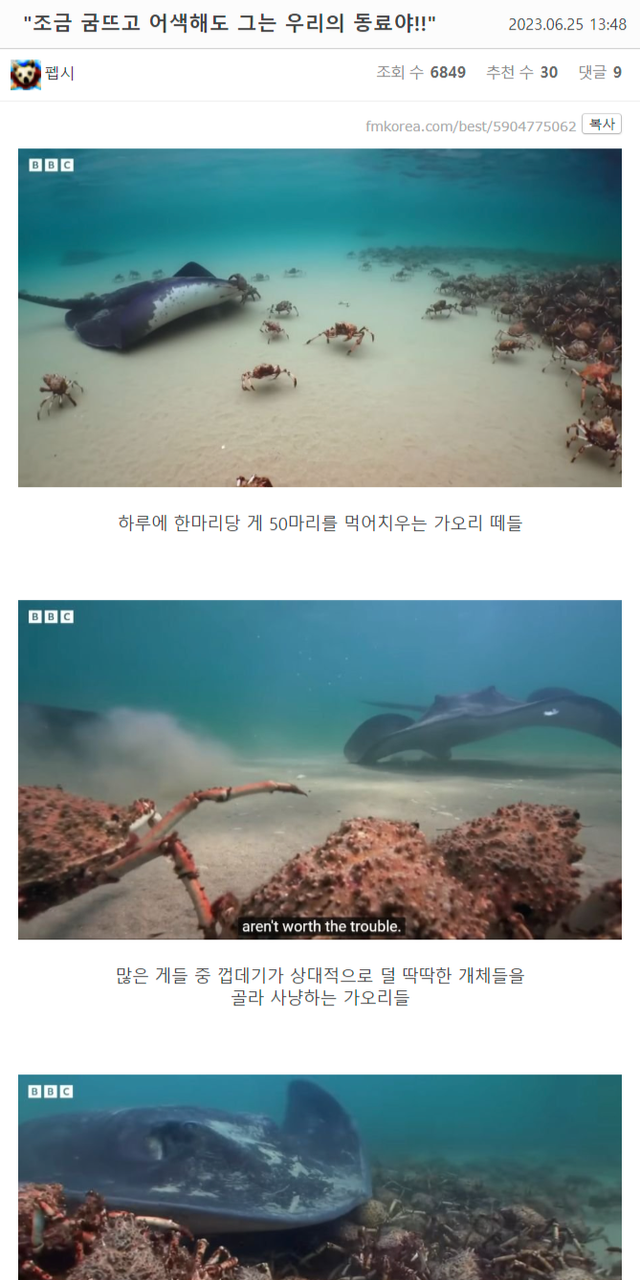 "조금 굼뜨고 어색해도 그는 우리의 동료야!!"
2023.06.25 13:48
펩시
조회 수 6849 추천 수 30 댓글 9
fmkorea.com/best/5904775062 복사
BBC
하루에 한마리당 게 50마리를 먹어치우는 가오리 떼들
BBC
aren't worth the trouble.
많은 게들 중 껍데기가 상대적으로 덜 딱딱한 개체들을
골라 사냥하는 가오리들
BBC